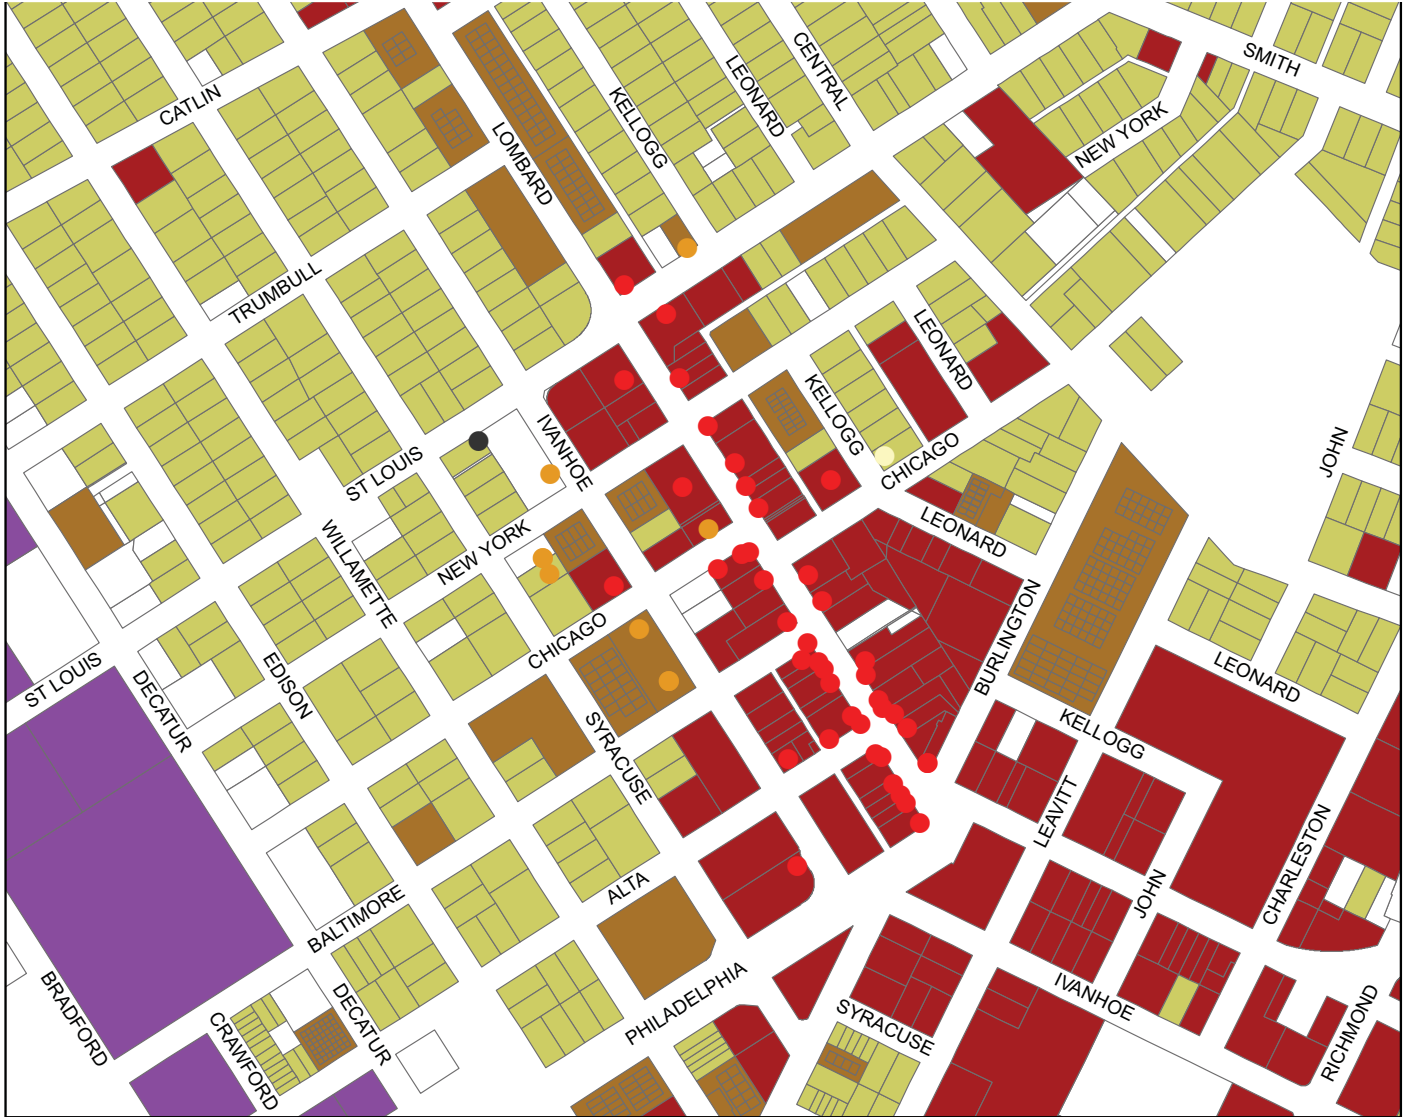 SMITH
CENTRAL
LEONARD
CATLIN
KELLOGG
NEW YORK
LOMBARD
TRUMBULL
LEONARD
KELLOGG
IVANHOE
ST LOUIS
CHICAGO
JOHN
LEONARD
NEW YORK
WILLAMETTE
CHICAGO
BURLINGTON
ST LOUIS
EDISON
DECATUR
LEONARD
KELLOGG
SYRACUSE
LEAVITT
CHARLESTON
ALTA
JOHN
BALTIMORE
PHILADELPHIA
IVANHOE
BRADFORD
DECATUR
CRAWFORD
SYRACUSE
RICHMOND